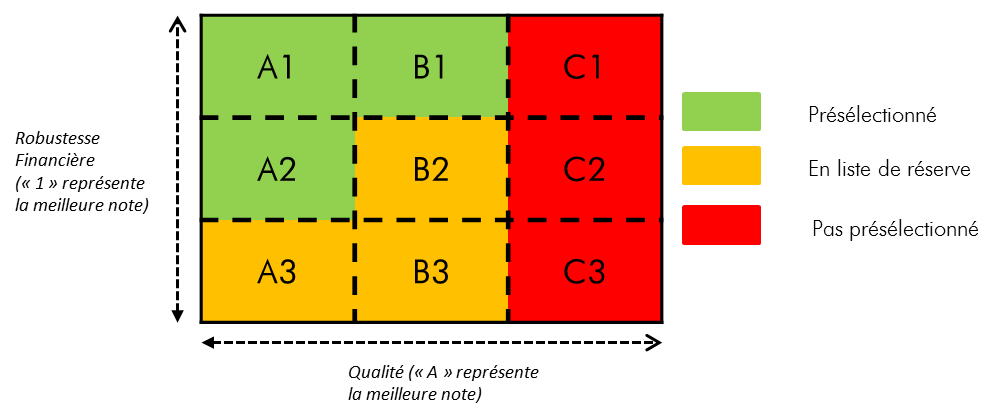 A1 B1 C1
A2 B2 C2
A3 B3 C3
Robustesse
Financière
(« 1 » représente
la meilleure note)
Présélectionné
En liste de réserve
Pas présélectionné
Qualité (« A » représente
la meilleure note)